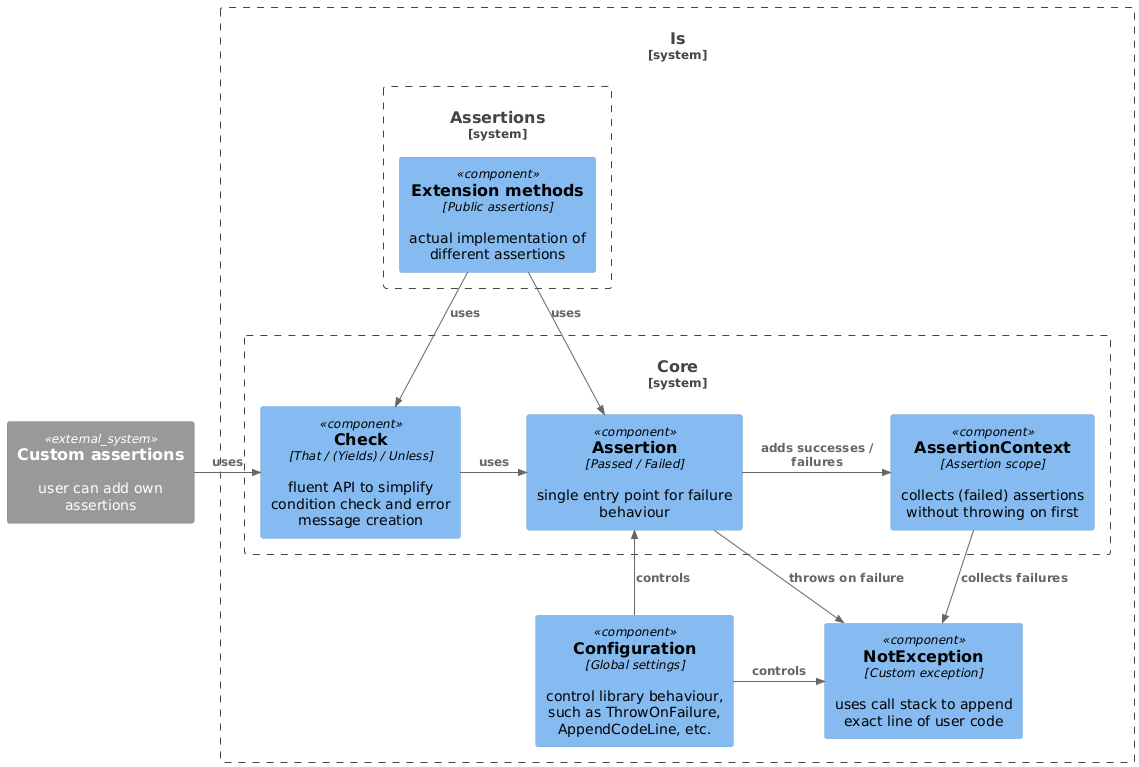 Is
[system]
Assertions
[system]
«component»
Extension methods
[Public assertions]
actual implementation of
different assertions
uses
uses
Core
[system]
«external_system»
Custom assertions
user can add own
assertions
uses
«component»
Check
[That / (Yields) / Unless]
fluent API to simplify
condition check and error
message creation
uses
«component»
Assertion
[Passed / Failed]
single entry point for failure
behaviour
adds successes /
failures
«component»
AssertionContext
[Assertion scope]
collects (failed) assertions
without throwing on first
controls
throws on failure
collects failures
«component»
Configuration
[Global settings]
control library behaviour,
such as ThrowOnFailure,
AppendCodeLine, etc.
controls
«component»
NotException
[Custom exception]
uses call stack to append
exact line of user code